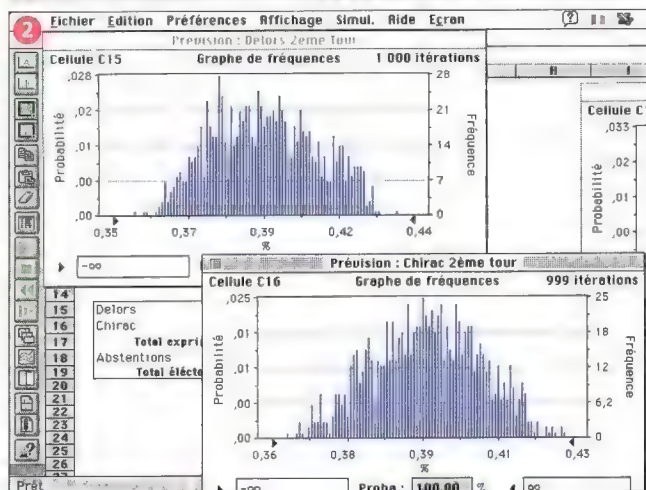 2
Fichier Edition Préférences Affichage Simul. Aide Ecran
Prévision : Delors 2ème Tour
Cellule C15 Graphe de fréquences 1 000 itérations
,028 28
,02 21
,01 14
,00 7
,00 0
Probabilité
Fréquence
0,35 0,37 0,39 0,42 0,44
%
-∞
H I
Cellule C
,033
,02
,01
,00
Probabilité
Prévision : Chirac 2ème tour
Cellule C16 Graphe de fréquences 999 itérations
,025 25
,01 18
,01 12
,00 6,2
,00 0
Probabilité
Fréquence
0,36 0,38 0,39 0,41 0,43
%
-∞ Proba : 100,00 % ∞
14
15 Delors
16 Chirac
17 Total expri
18 Abstentions
19 Total élécto
20
21
22
23
24
25
26
Prêt